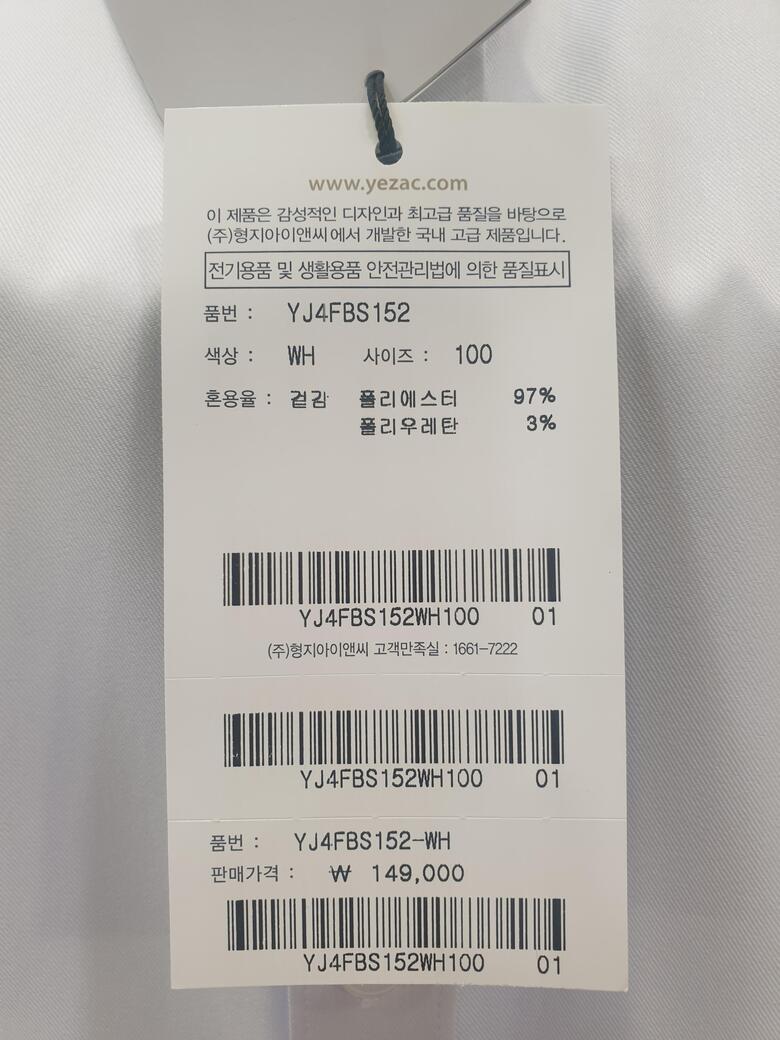 www.yezac.com
이 제품은 감성적인 디자인과 최고급 품질을 바탕으로
(주)형지아이앤씨에서 개발한 국내 고급 제품입니다.
전기용품 및 생활용품 안전관리법에 의한 품질표시
품번 : YJ4FBS152
색상 : WH 사이즈 : 100
혼용율 : 겉감 폴리에스터 97%
폴리우레탄 3%
YJ4FBS152WH100 01
(주)형지아이앤씨 고객만족실 : 1661-7222
YJ4FBS152WH100 01
품번 : YJ4FBS152-WH
판매가격 : ₩ 149,000
YJ4FBS152WH100 01